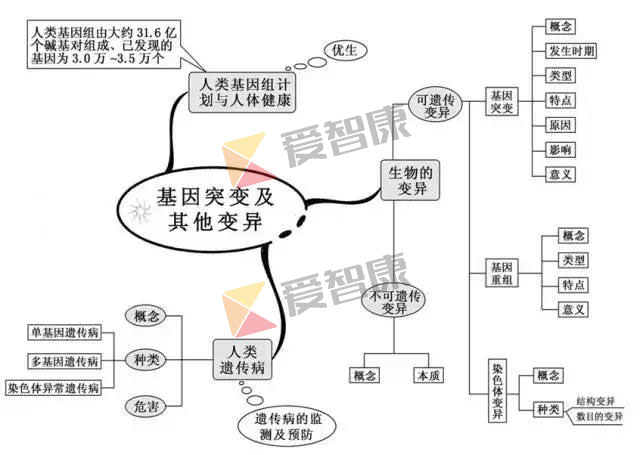 人类基因组由大约 31.6 亿
个碱基对组成、已发现的
基因为 3.0 万 ~3.5 万个
优生
人类基因组计
划与人体健康
基因突变及
其他变异
生物的
变异
可遗传
变异
基因
突变
概念
发生时期
类型
特点
原因
影响
意义
基因
重组
概念
类型
特点
意义
染色体变异
概念
种类
结构变异
数目的变异
不可遗传
变异
概念
本质
人类
遗传病
概念
种类
危害
单基因遗传病
多基因遗传病
染色体异常遗传病
遗传病的监
测及预防
爱智康
爱智康